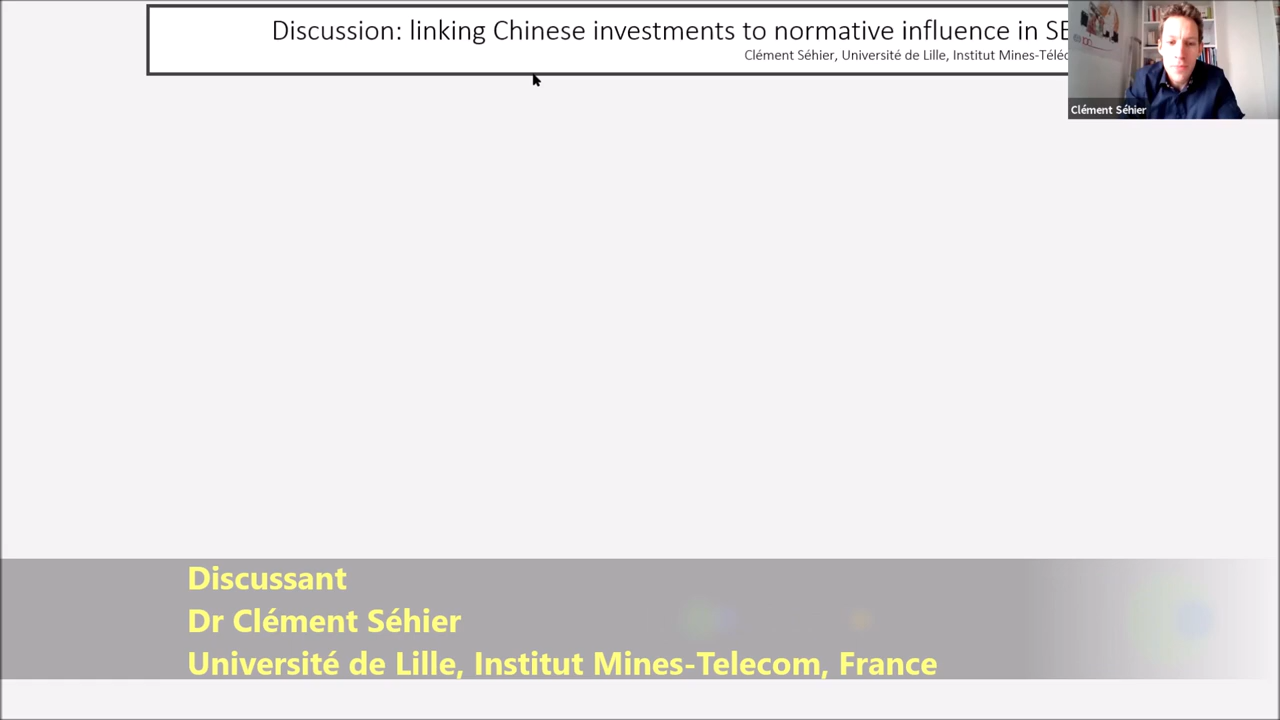 Discussion: linking Chinese investments to normative influence in
Clément Séhier, Université de Lille, Institut
Clément Séhier
Discussant
Dr Clément Séhier
Université de Lille, Institut Mines-Telecom, France